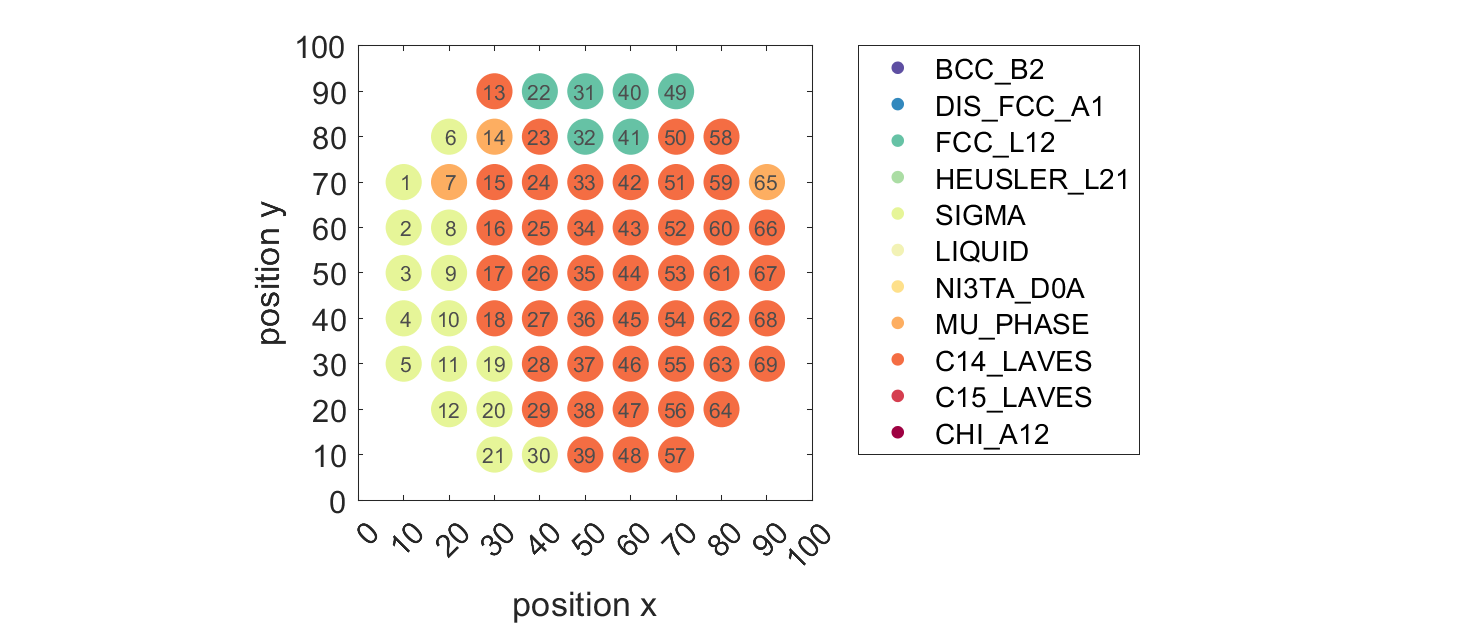 100
90 13 22 31 40 49
80 6 14 23 32 41 50 58
70 1 7 15 24 33 42 51 59 65
60 2 8 16 25 34 43 52 60 66
50 3 9 17 26 35 44 53 61 67
40 4 10 18 27 36 45 54 62 68
30 5 11 19 28 37 46 55 63 69
20 12 20 29 38 47 56 64
10 21 30 39 48 57
0
position y
0 10 20 30 40 50 60 70 80 90 100
position x
BCC_B2
DIS_FCC_A1
FCC_L12
HEUSLER_L21
SIGMA
LIQUID
NI3TA_D0A
MU_PHASE
C14_LAVES
C15_LAVES
CHI_A12